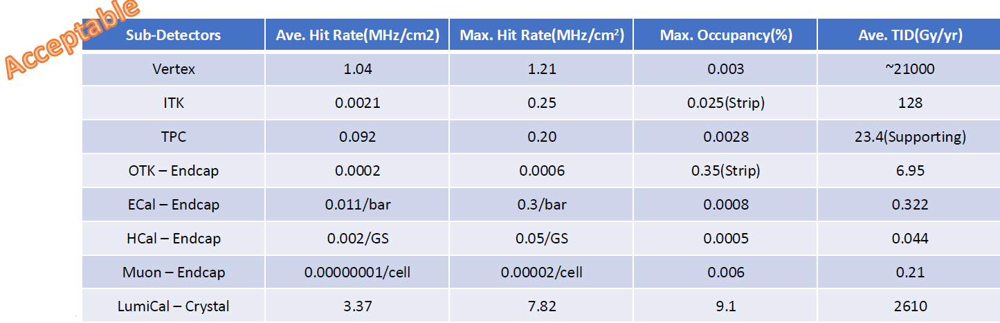 Acceptable
Sub-Detectors Ave. Hit Rate(MHz/cm2) Max. Hit Rate(MHz/cm²) Max. Occupancy(%) Ave. TID(Gy/yr)
Vertex 1.04 1.21 0.003 ~21000
ITK 0.0021 0.25 0.025(Strip) 128
TPC 0.092 0.20 0.0028 23.4(Supporting)
OTK – Endcap 0.0002 0.0006 0.35(Strip) 6.95
ECal – Endcap 0.011/bar 0.3/bar 0.0008 0.322
HCal – Endcap 0.002/GS 0.05/GS 0.0005 0.044
Muon – Endcap 0.00000001/cell 0.00002/cell 0.006 0.21
LumiCal – Crystal 3.37 7.82 9.1 2610